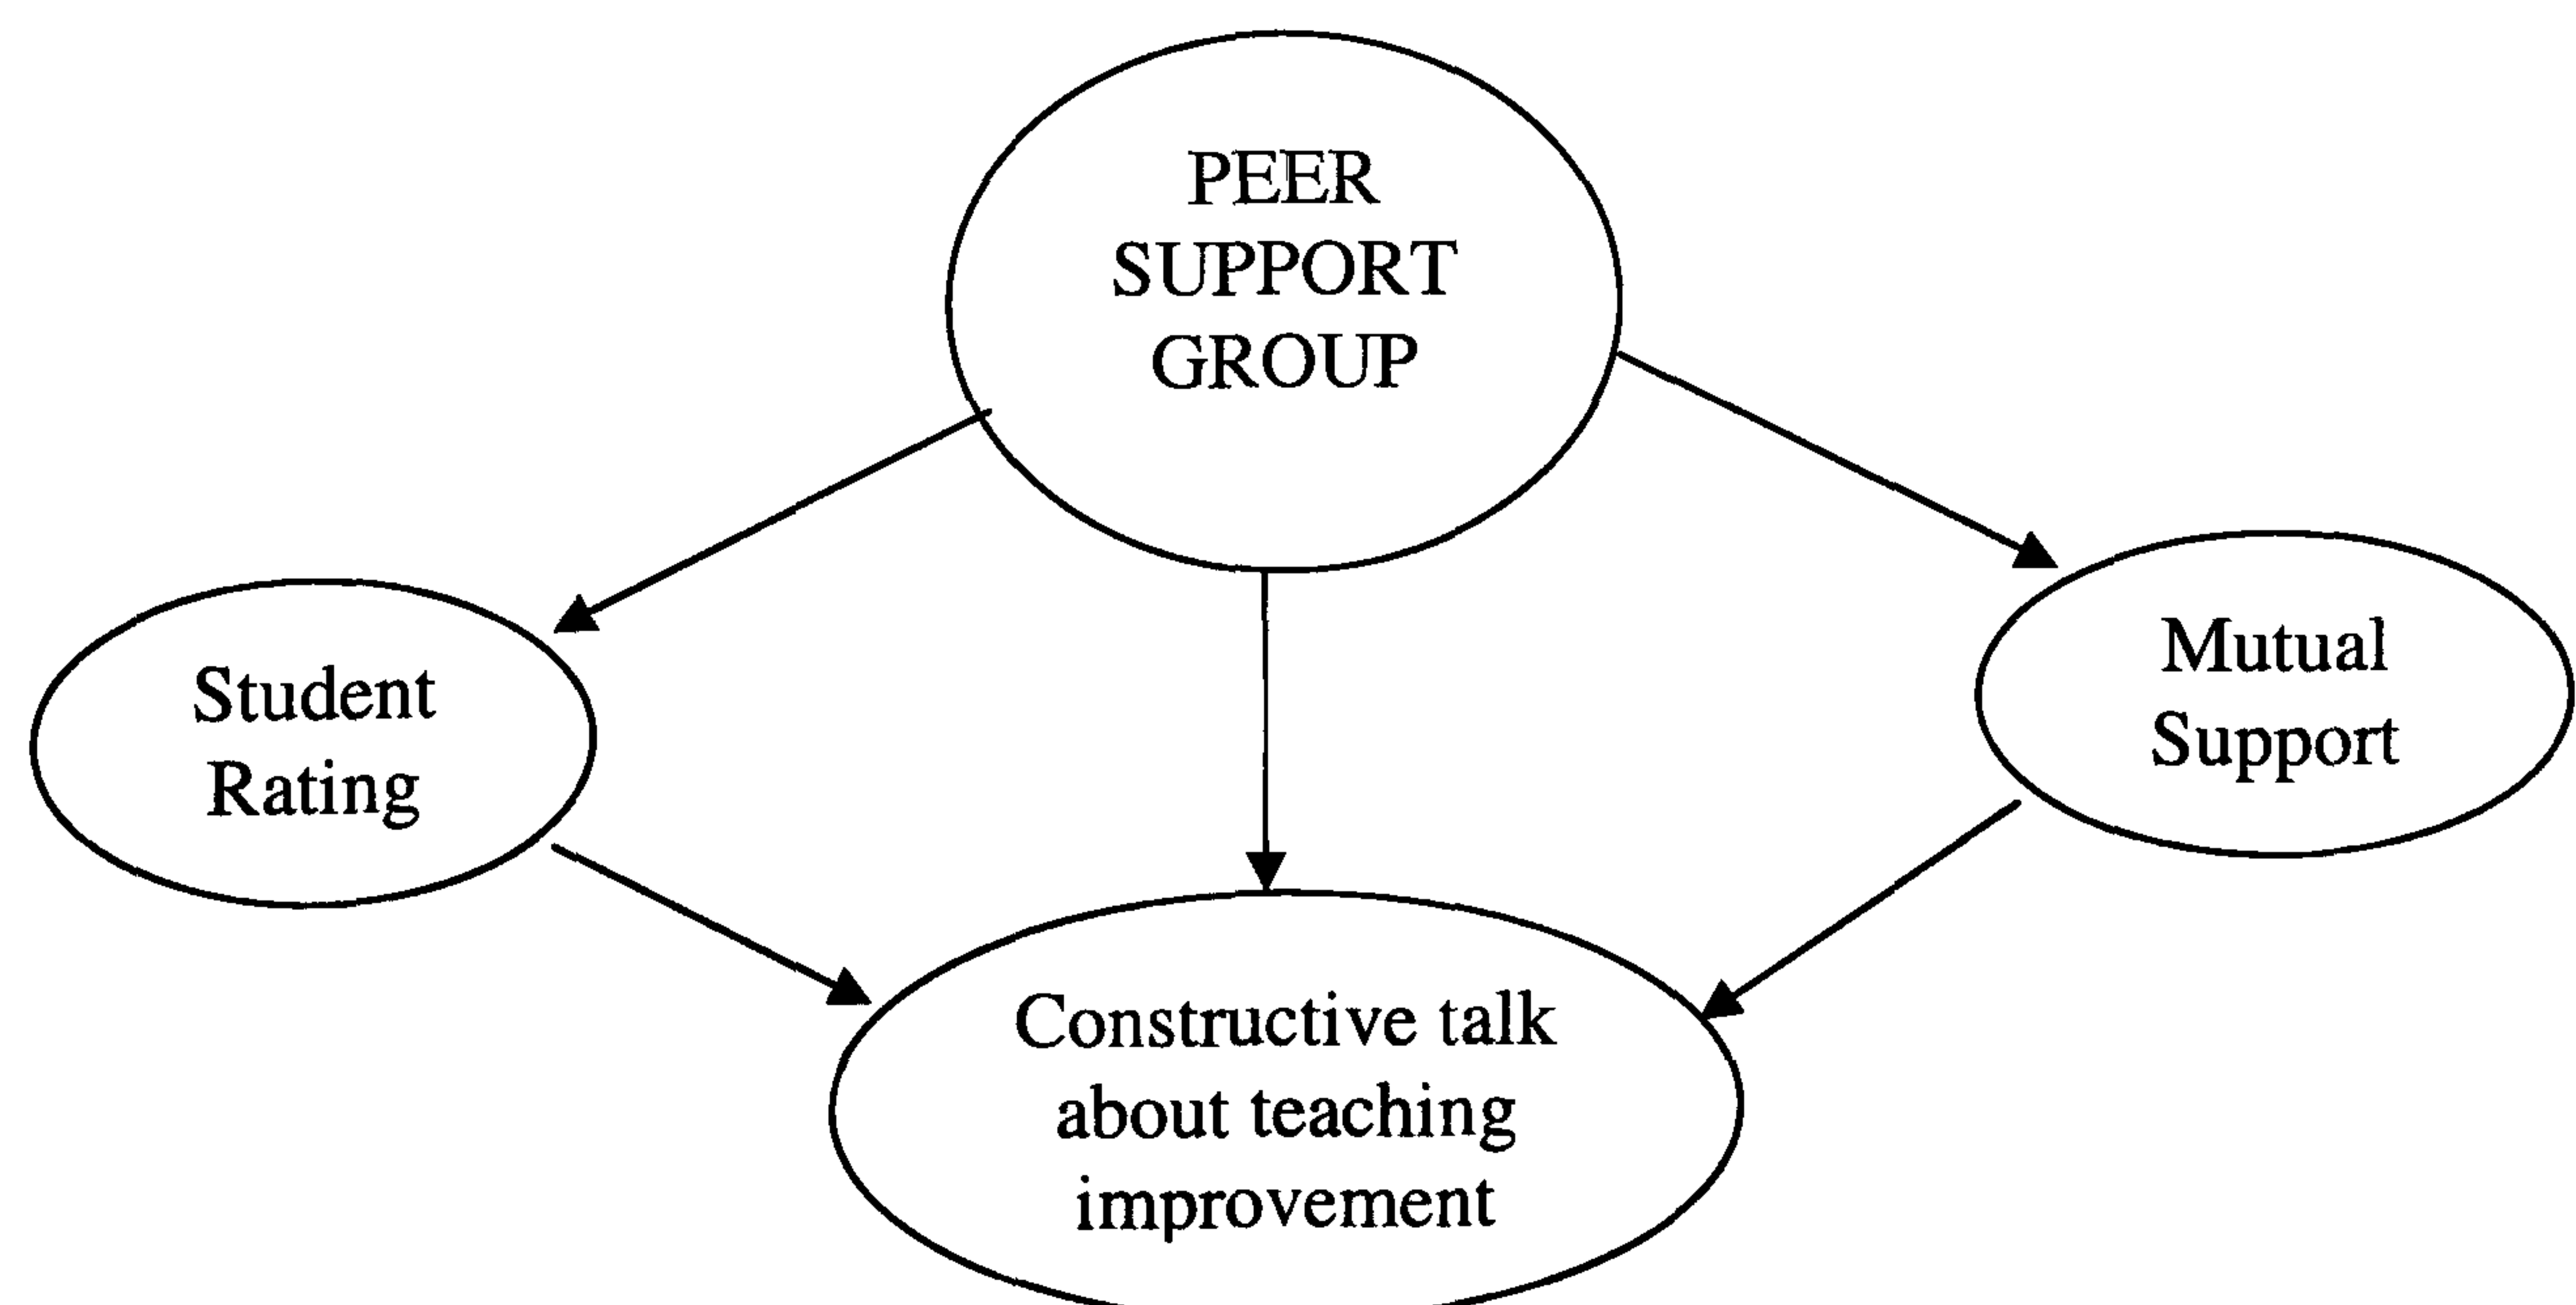 PEER
SUPPORT
GROUP
Student
Rating
Mutual
Support
Constructive talk
about teaching
improvement